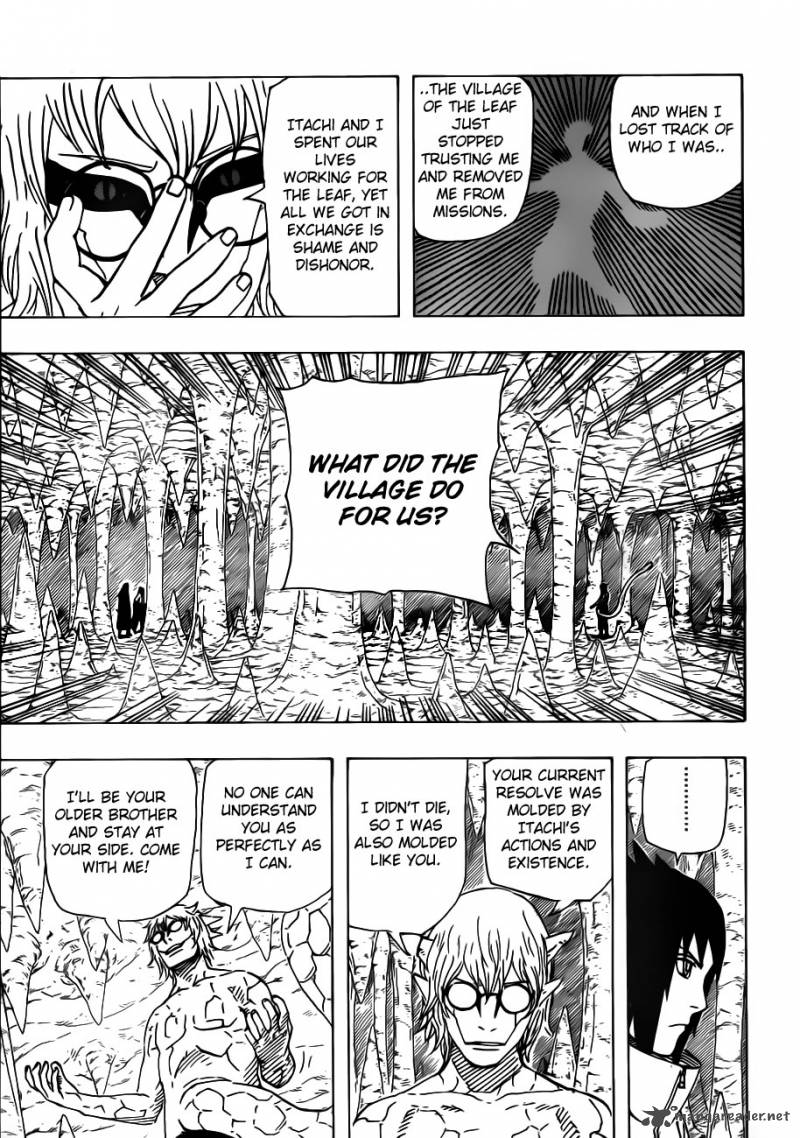 AND WHEN I
LOST TRACK OF
WHO I WAS..
..THE VILLAGE
OF THE LEAF
JUST
STOPPED
TRUSTING ME
AND REMOVED
ME FROM
MISSIONS.
ITACHI AND I
SPENT OUR
LIVES
WORKING
FOR THE
LEAF, YET
ALL WE GOT IN
EXCHANGE IS
SHAME AND
DISHONOR.
WHAT DID THE
VILLAGE DO
FOR US?
........
YOUR CURRENT
RESOLVE WAS
MOLDED BY
ITACHI'S
ACTIONS AND
EXISTENCE.
I DIDN'T DIE,
SO I WAS
ALSO MOLDED
LIKE YOU.
NO ONE CAN
UNDERSTAND
YOU AS
PERFECTLY AS
I CAN.
I'LL BE YOUR
OLDER BROTHER
AND STAY AT
YOUR SIDE. COME
WITH ME!
mangareader.net